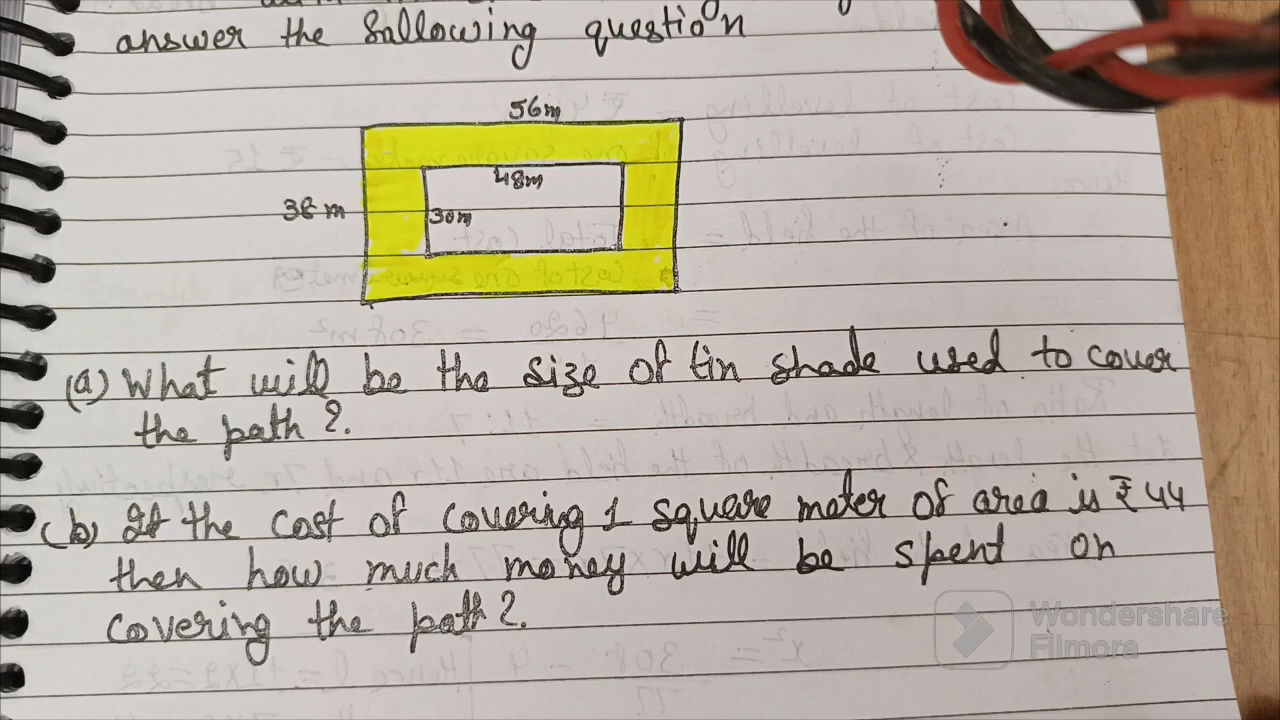 answer the following question
56m
48m
38m
30m
(a) What will be the size of tin shade used to cover
the path?.
(b) If the cost of covering 1 square meter of area is ₹44
then how much money will be spent on
covering the path?.
Wondershare
Filmora